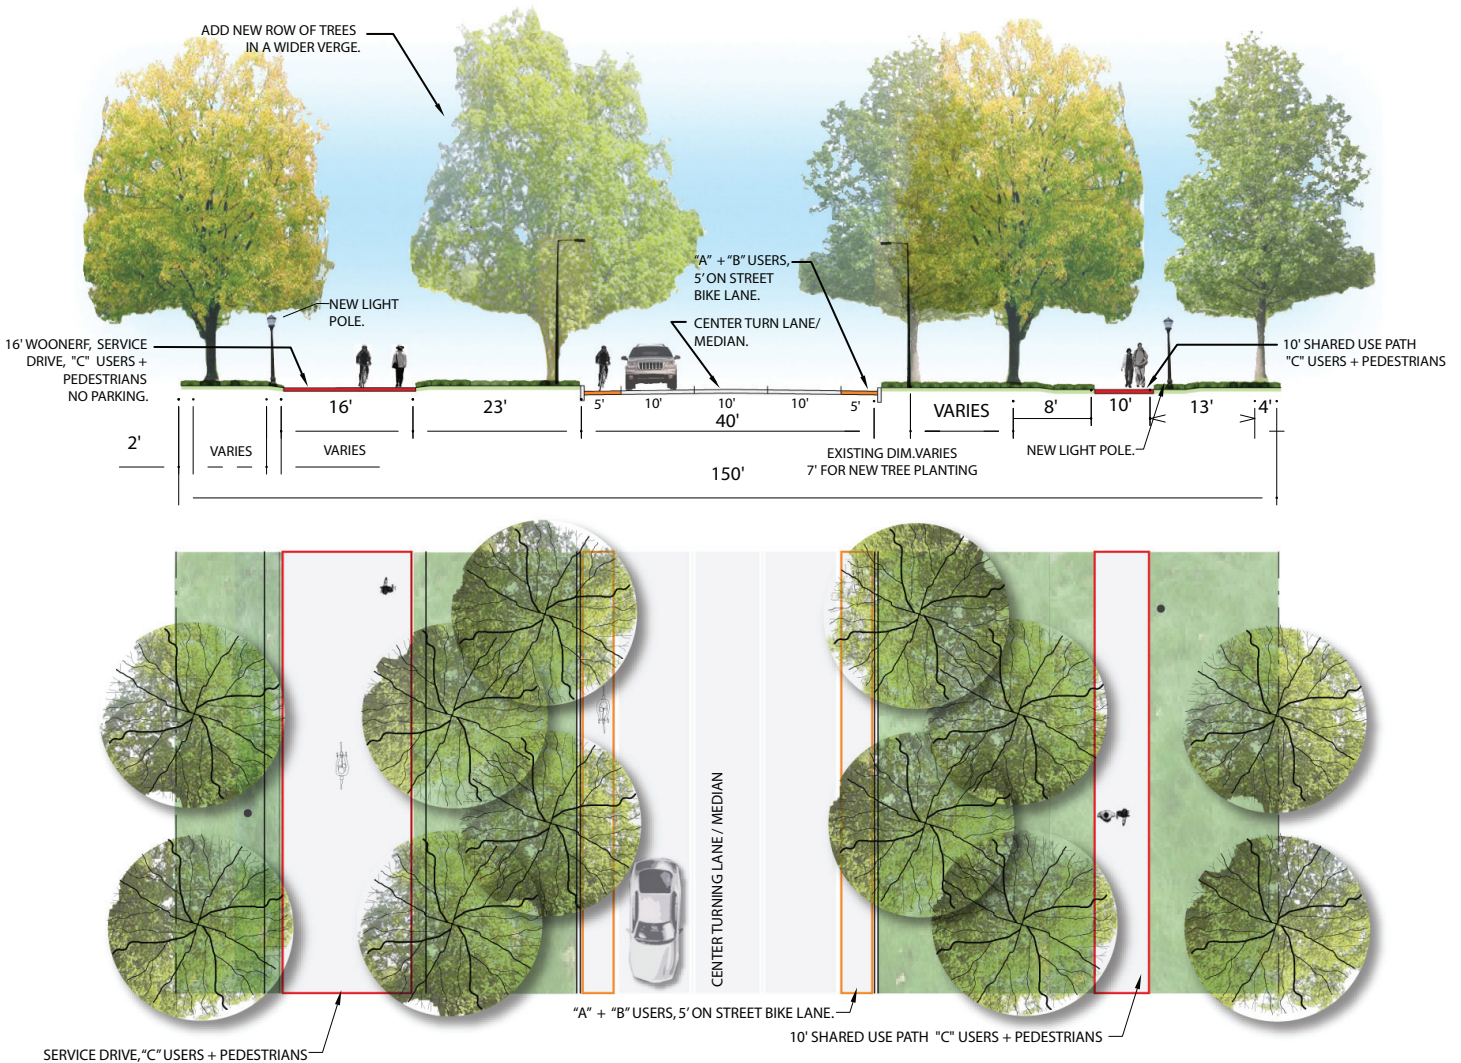 ADD NEW ROW OF TREES
IN A WIDER VERGE.
"A" + "B" USERS,
5' ON STREET
BIKE LANE.
NEW LIGHT
POLE.
CENTER TURN LANE/
MEDIAN.
16' WOONERF, SERVICE
DRIVE, "C" USERS +
PEDESTRIANS
NO PARKING.
10' SHARED USE PATH
"C" USERS + PEDESTRIANS
16' 23' 5' 10' 10' 10' 5' VARIES 8' 10' 13' 4'
40'
2' VARIES VARIES
EXISTING DIM.VARIES
7' FOR NEW TREE PLANTING
NEW LIGHT POLE.
150'
CENTER TURNING LANE / MEDIAN
"A" + "B" USERS, 5' ON STREET BIKE LANE.
10' SHARED USE PATH "C" USERS + PEDESTRIANS
SERVICE DRIVE, "C" USERS + PEDESTRIANS